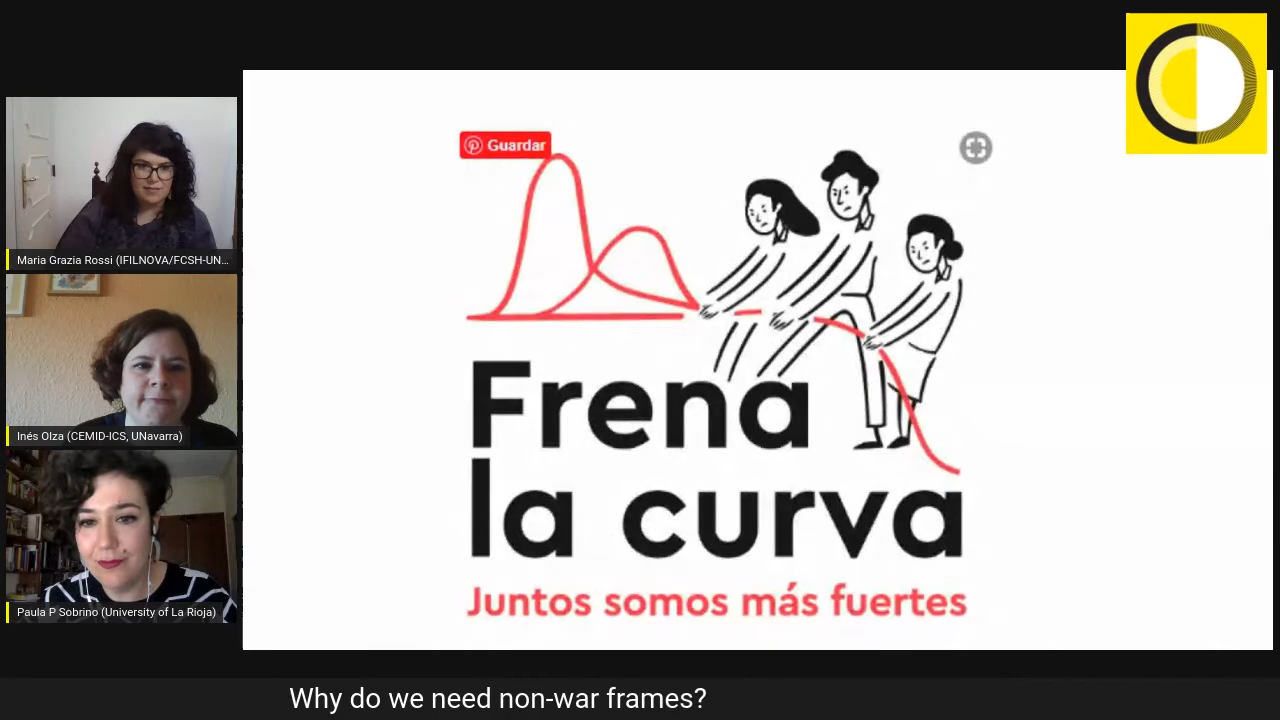 Maria Grazia Rossi (IFILNOVA/FCSH-UN...
Inés Olza (CEMID-ICS, UNavarra)
Paula P Sobrino (University of La Rioja)
Guardar
Frena
la curva
Juntos somos más fuertes
Why do we need non-war frames?